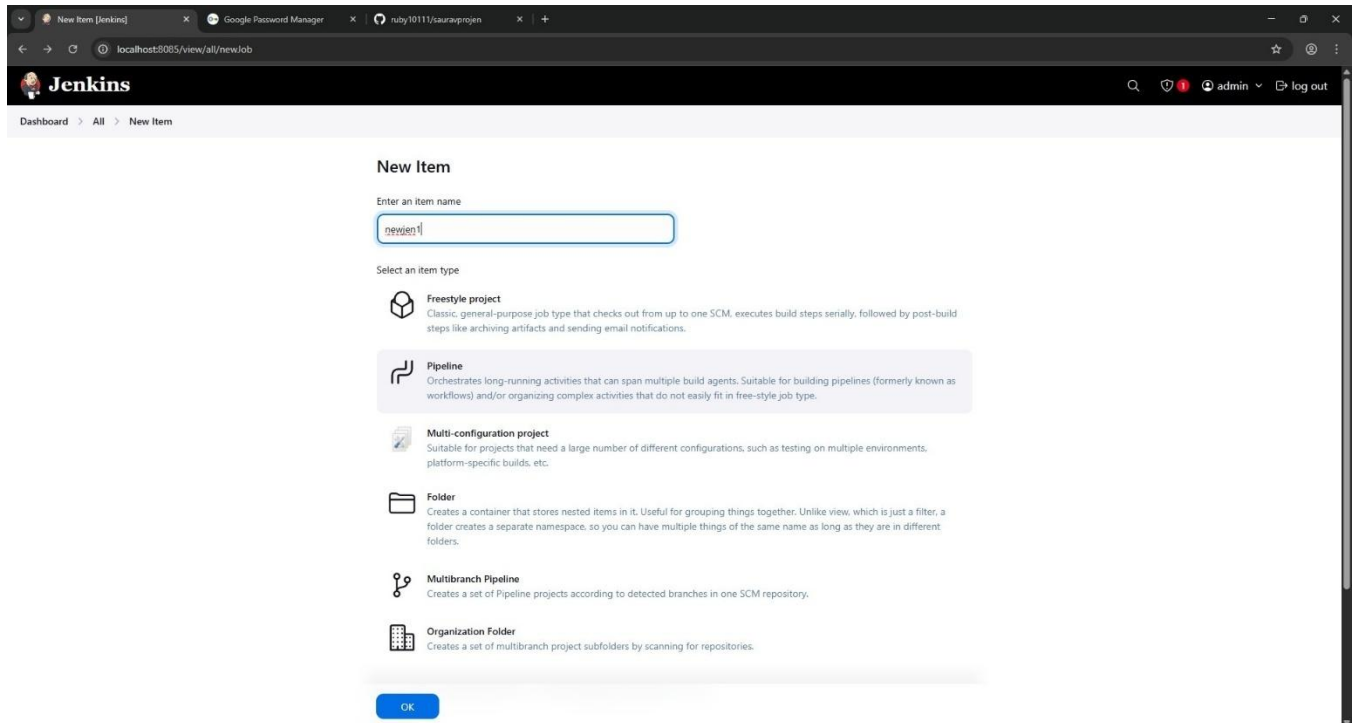 New Item [Jenkins]
Google Password Manager
ruby10111/sauravprojen
localhost:8085/view/all/newJob
Jenkins
1
admin
log out
Dashboard > All > New Item
New Item
Enter an item name
newjen1
Select an item type
Freestyle project
Classic, general-purpose job type that checks out from up to one SCM, executes build steps serially, followed by post-build
steps like archiving artifacts and sending email notifications.
Pipeline
Orchestrates long-running activities that can span multiple build agents. Suitable for building pipelines (formerly known as
workflows) and/or organizing complex activities that do not easily fit in free-style job type.
Multi-configuration project
Suitable for projects that need a large number of different configurations, such as testing on multiple environments,
platform-specific builds, etc.
Folder
Creates a container that stores nested items in it. Useful for grouping things together. Unlike view, which is just a filter, a
folder creates a separate namespace, so you can have multiple things of the same name as long as they are in different
folders.
Multibranch Pipeline
Creates a set of Pipeline projects according to detected branches in one SCM repository.
Organization Folder
Creates a set of multibranch project subfolders by scanning for repositories.
OK